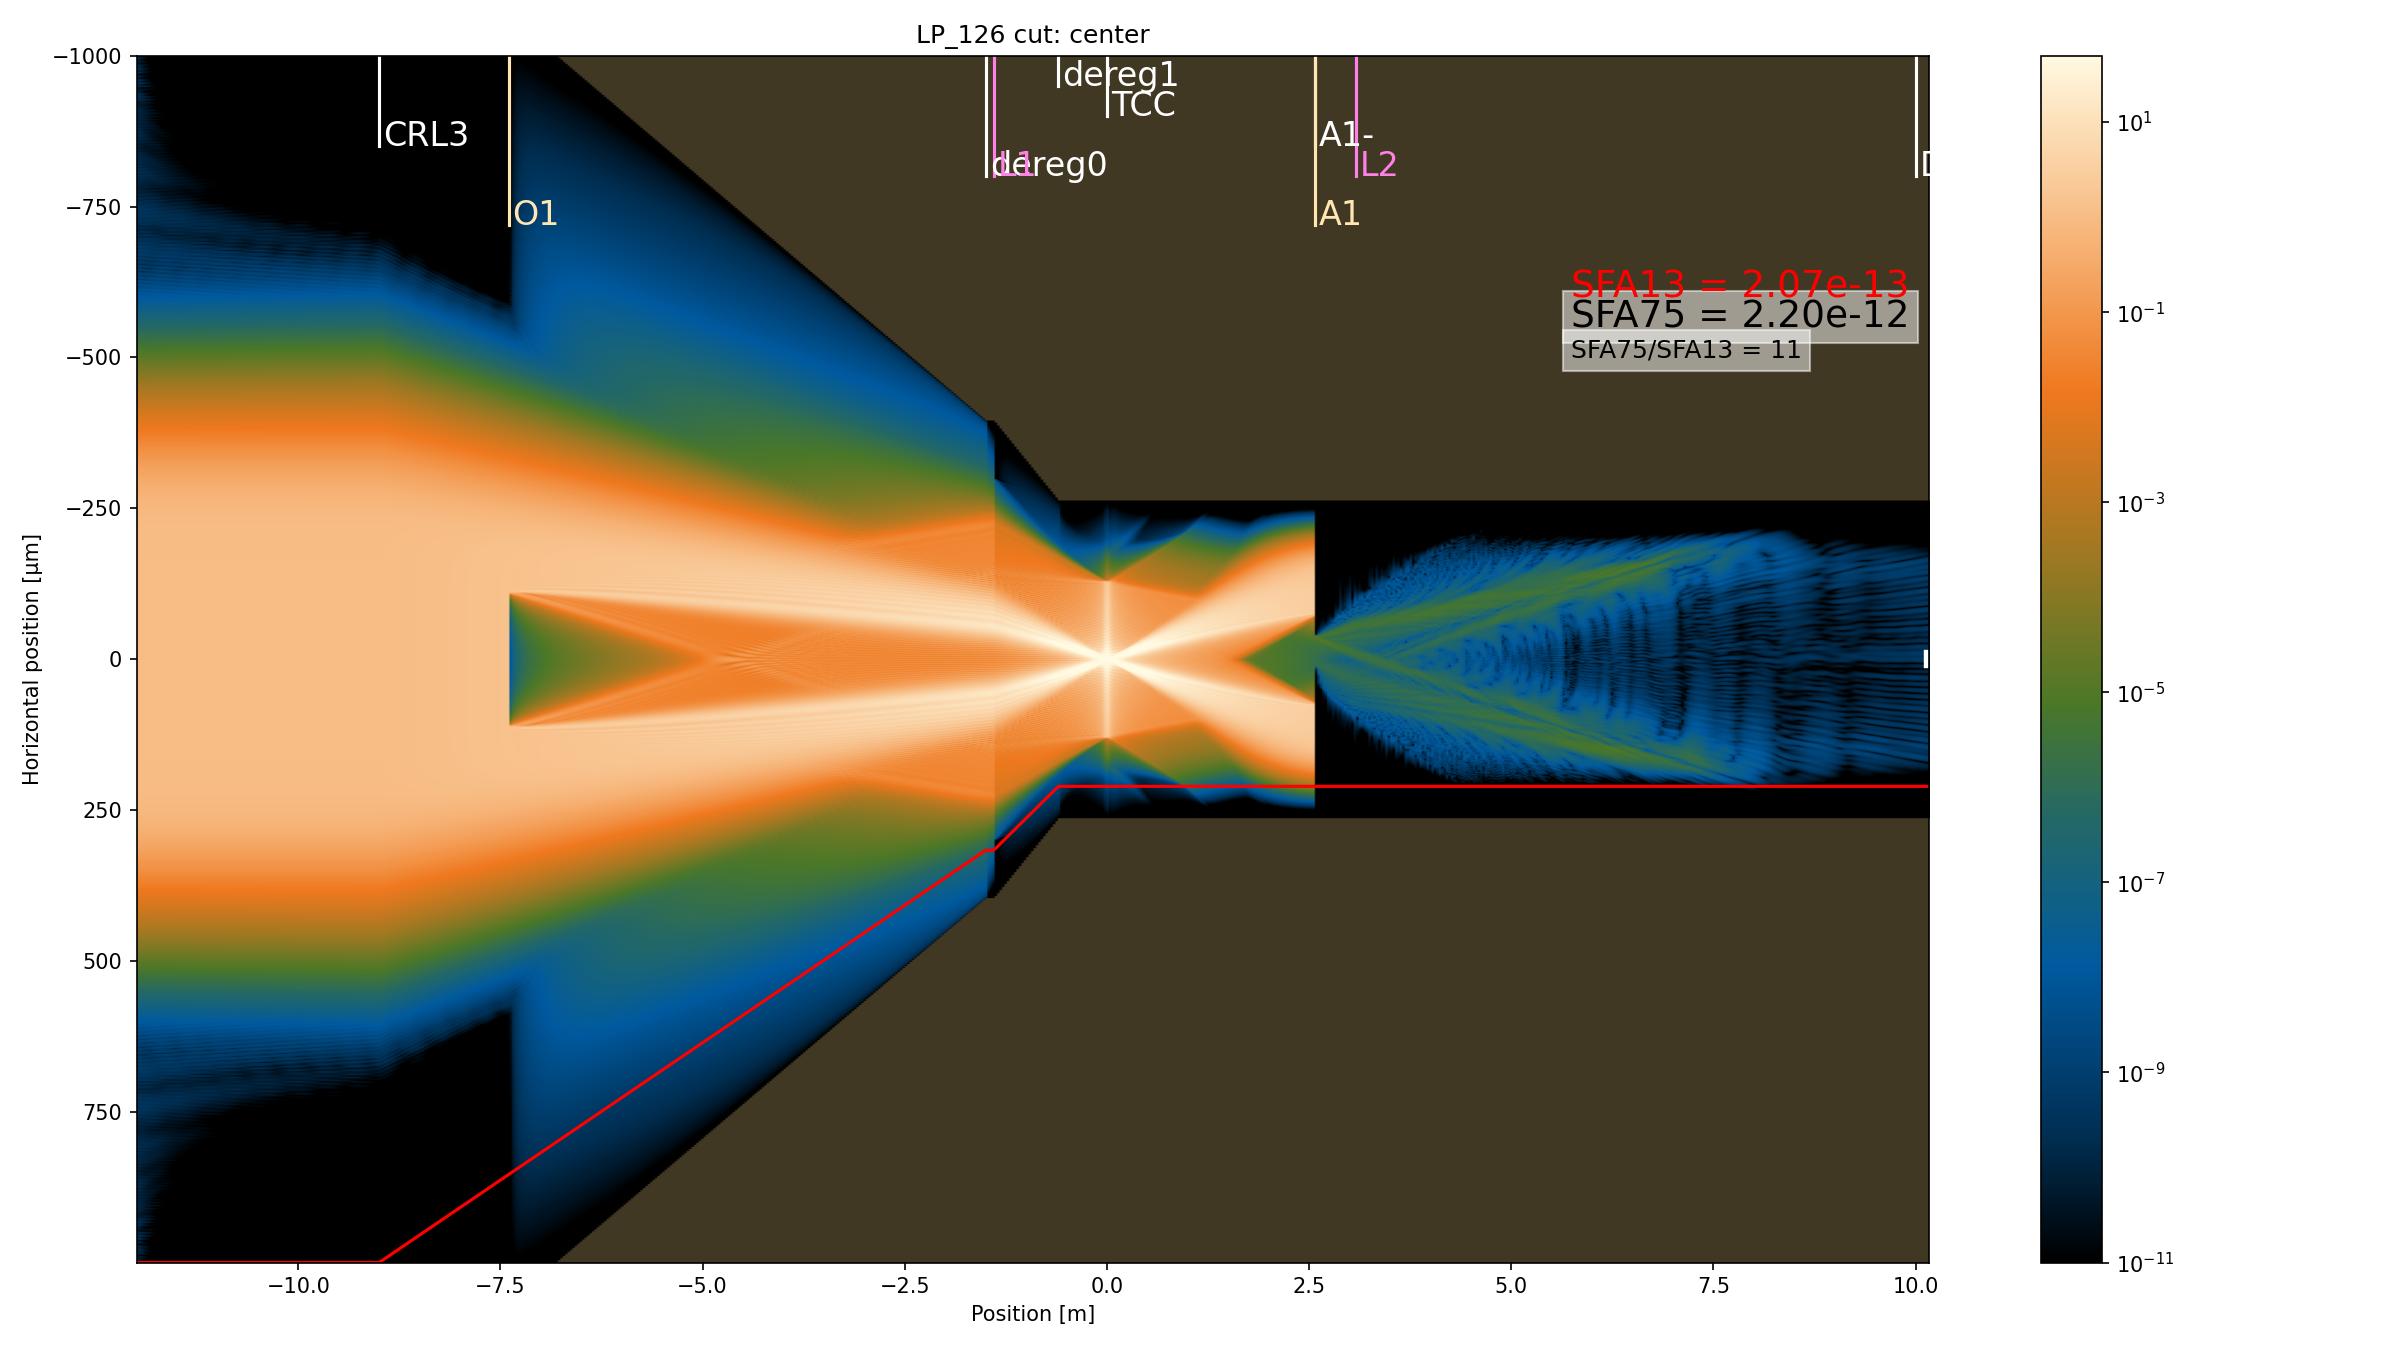 LP_126 cut: center
−1000
−750
−500
−250
0
250
500
750
Horizontal position [μm]
dereg1
TCC
CRL3
A1-
L1
dereg0
L2
D
O1
A1
SFA13 = 2.07e-13
SFA75 = 2.20e-12
SFA75/SFA13 = 11
−10.0
−7.5
−5.0
−2.5
0.0
2.5
5.0
7.5
10.0
Position [m]
10^1
10^−1
10^−3
10^−5
10^−7
10^−9
10^−11